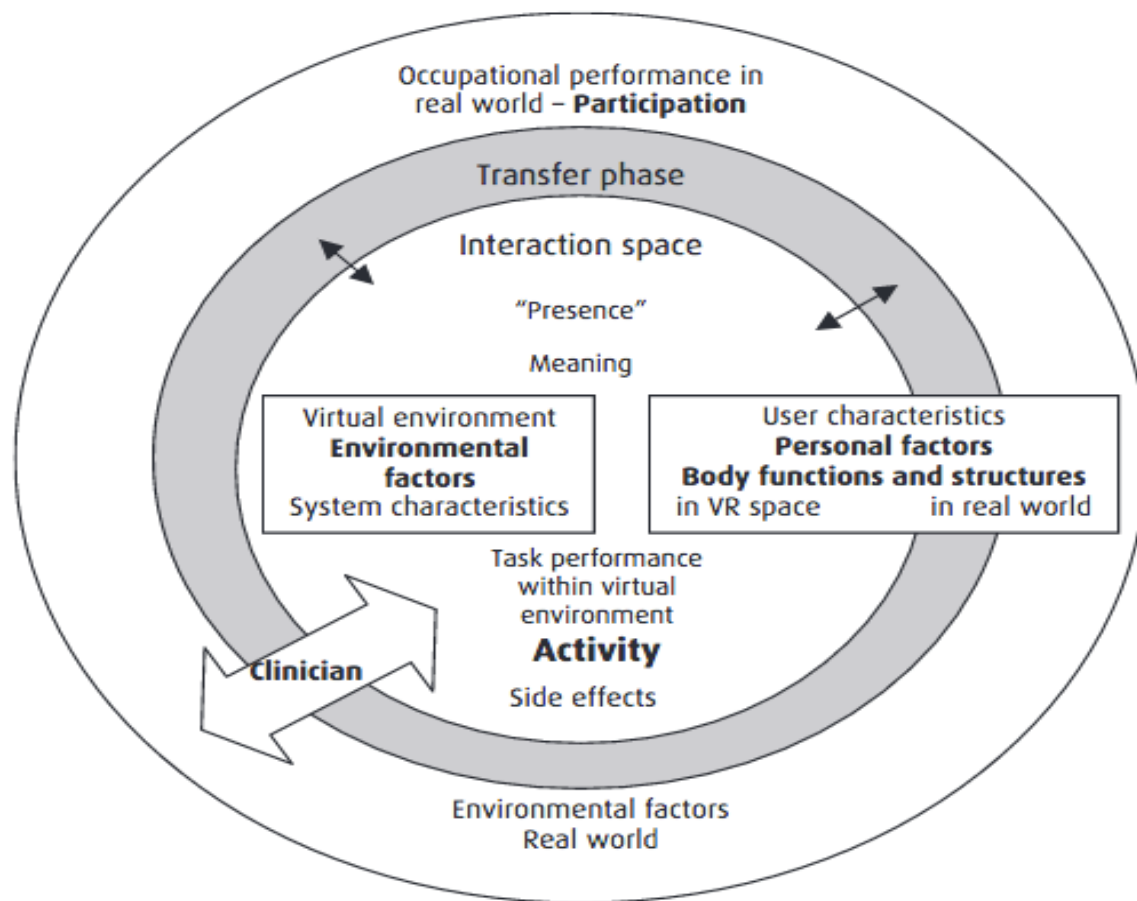 Occupational performance in
real world – Participation
Transfer phase
Interaction space
“Presence”
Meaning
Virtual environment
Environmental
factors
System characteristics
User characteristics
Personal factors
Body functions and structures
in VR space in real world
Task performance
within virtual
environment
Activity
Side effects
Clinician
Environmental factors
Real world